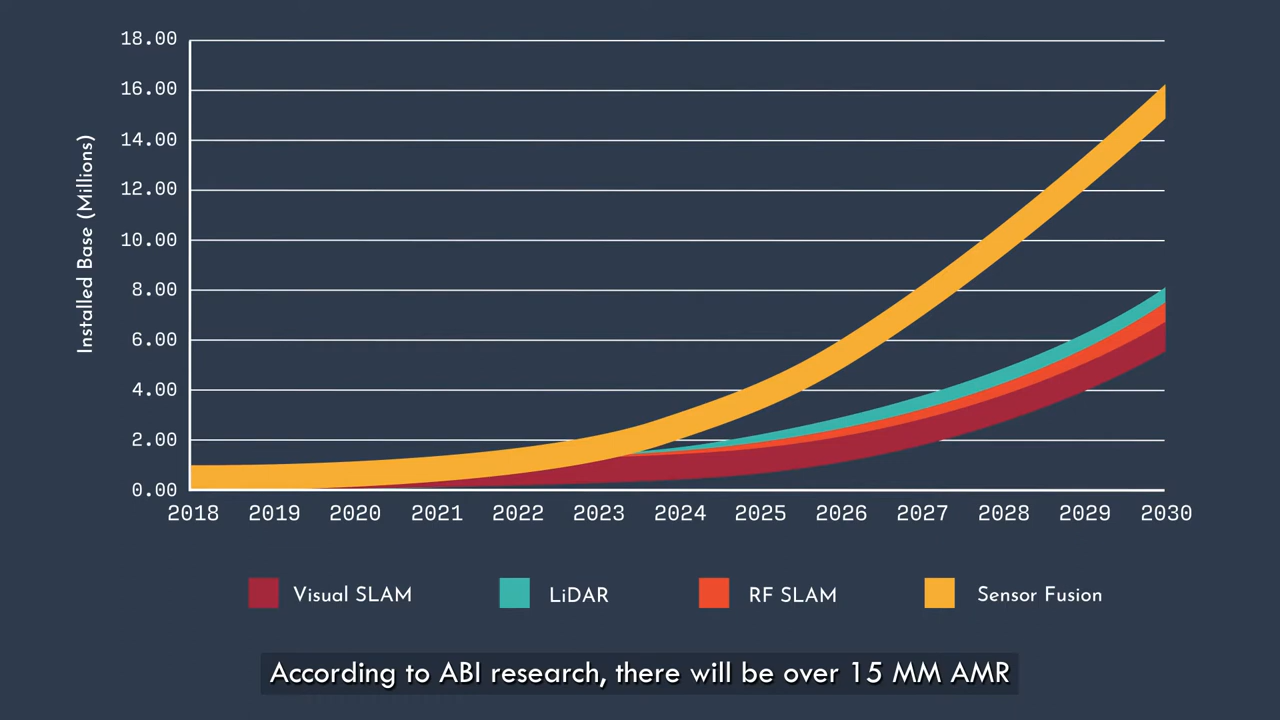 18.00
16.00
14.00
12.00
10.00
8.00
6.00
4.00
2.00
0.00
Installed Base (Millions)
2018 2019 2020 2021 2022 2023 2024 2025 2026 2027 2028 2029 2030
Visual SLAM LiDAR RF SLAM Sensor Fusion
According to ABI research, there will be over 15 MM AMR